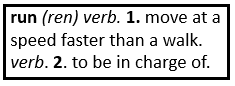 run (ren) verb. 1. move at a
speed faster than a walk.
verb. 2. to be in charge of.